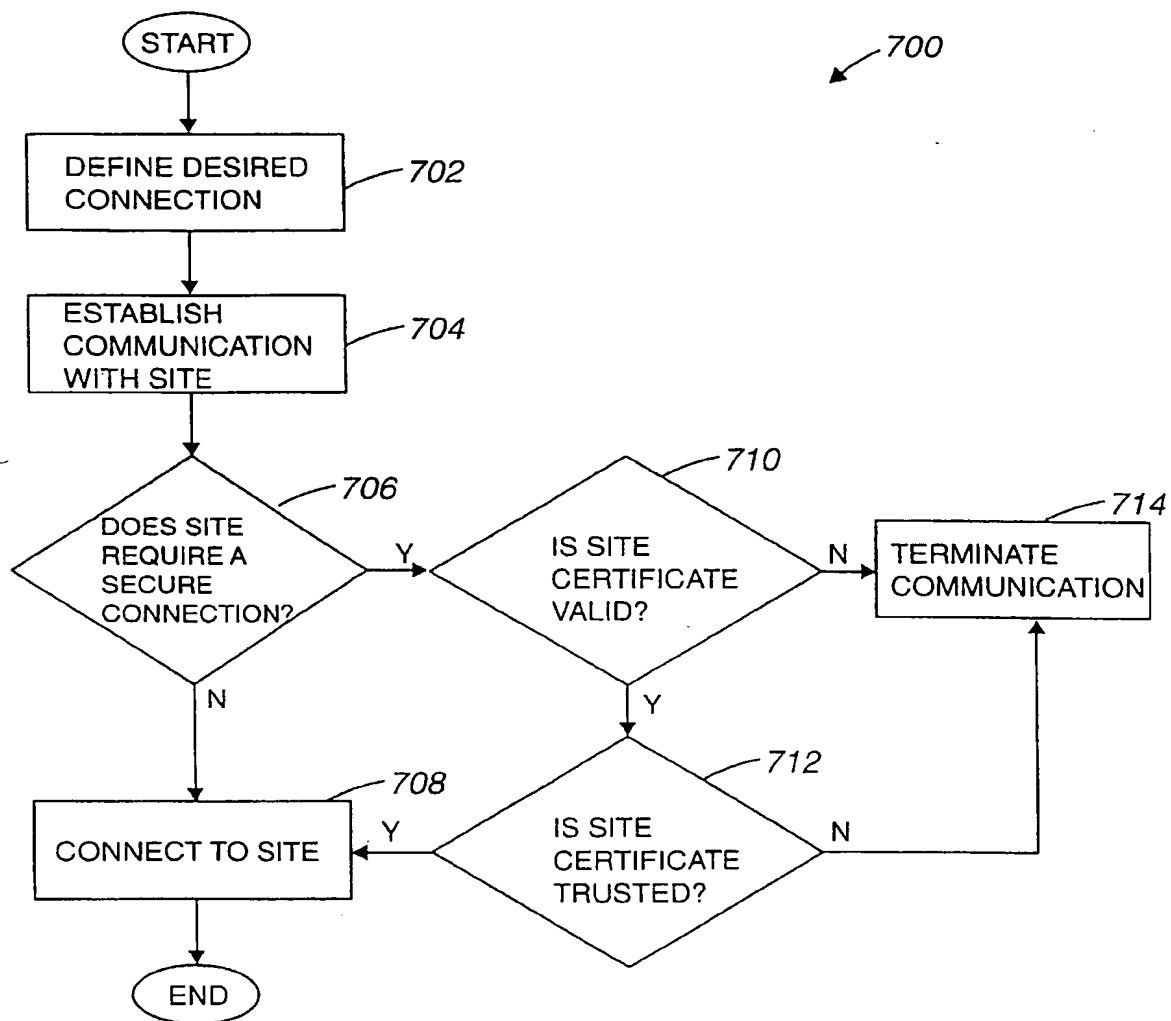 START
700
DEFINE DESIRED
CONNECTION
702
ESTABLISH
COMMUNICATION
WITH SITE
704
706
DOES SITE
REQUIRE A
SECURE
CONNECTION?
Y
N
710
IS SITE
CERTIFICATE
VALID?
N
Y
714
TERMINATE
COMMUNICATION
708
CONNECT TO SITE
712
IS SITE
CERTIFICATE
TRUSTED?
Y
N
END